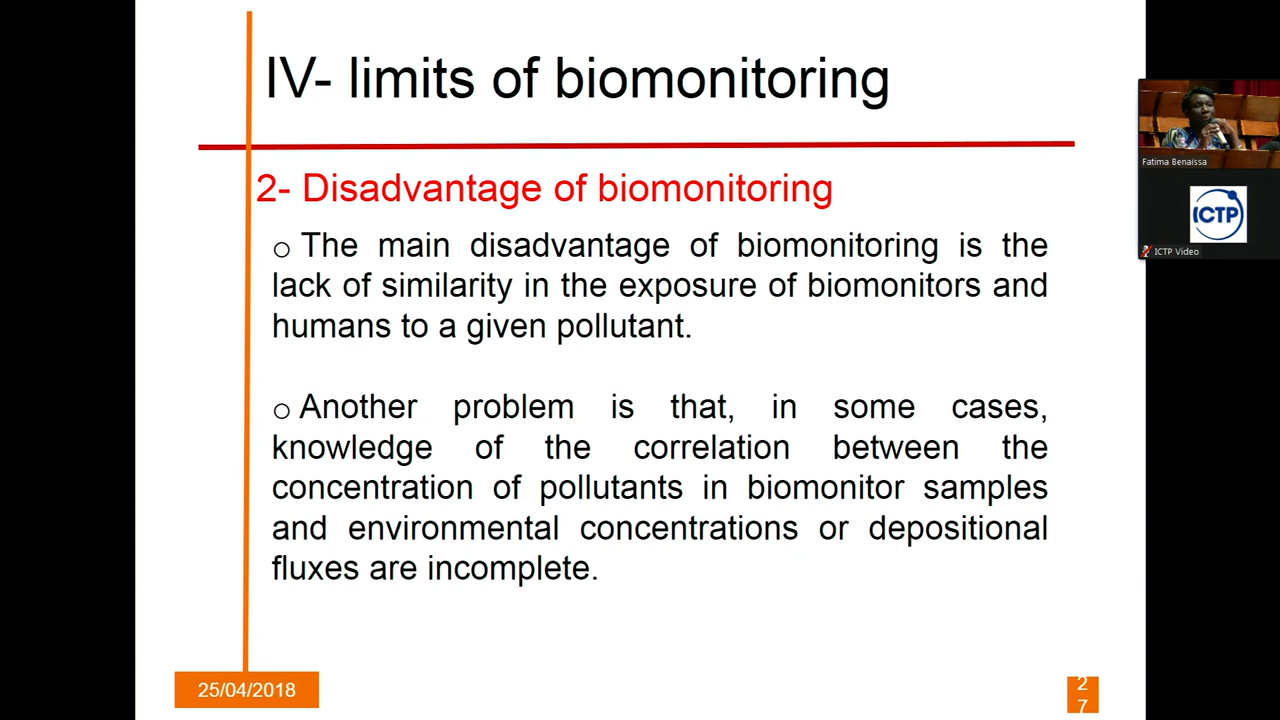 IV- limits of biomonitoring
2- Disadvantage of biomonitoring
o The main disadvantage of biomonitoring is the
lack of similarity in the exposure of biomonitors and
humans to a given pollutant.
o Another problem is that, in some cases,
knowledge of the correlation between the
concentration of pollutants in biomonitor samples
and environmental concentrations or depositional
fluxes are incomplete.
25/04/2018
2
7
Fatima Benaïssa
ICTP
ICTP Video